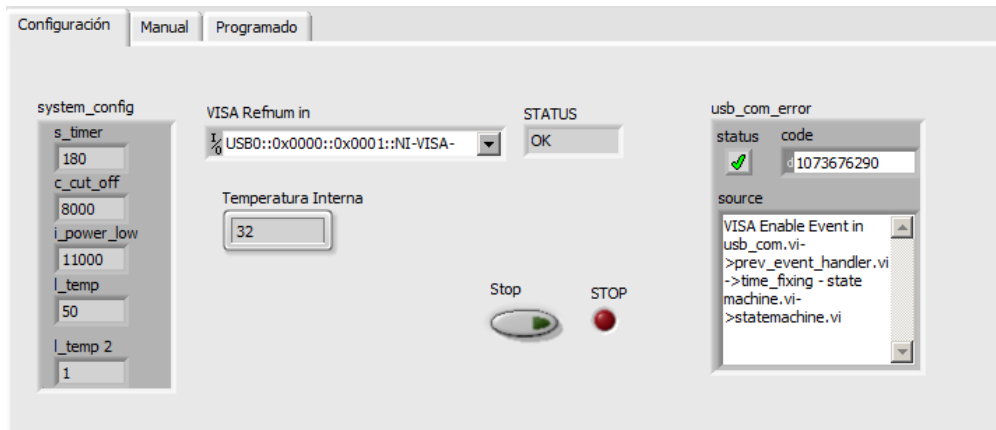 Configuración
Manual
Programado
system_config
s_timer
180
c_cut_off
8000
i_power_low
11000
l_temp
50
l_temp 2
1
VISA Refnum in
I/0 USB0::0x0000::0x0001::NI-VISA-
STATUS
OK
Temperatura Interna
32
Stop
STOP
usb_com_error
status
code
d 1073676290
source
VISA Enable Event in
usb_com.vi-
>prev_event_handler.vi
->time_fixing - state
machine.vi-
>statemachine.vi